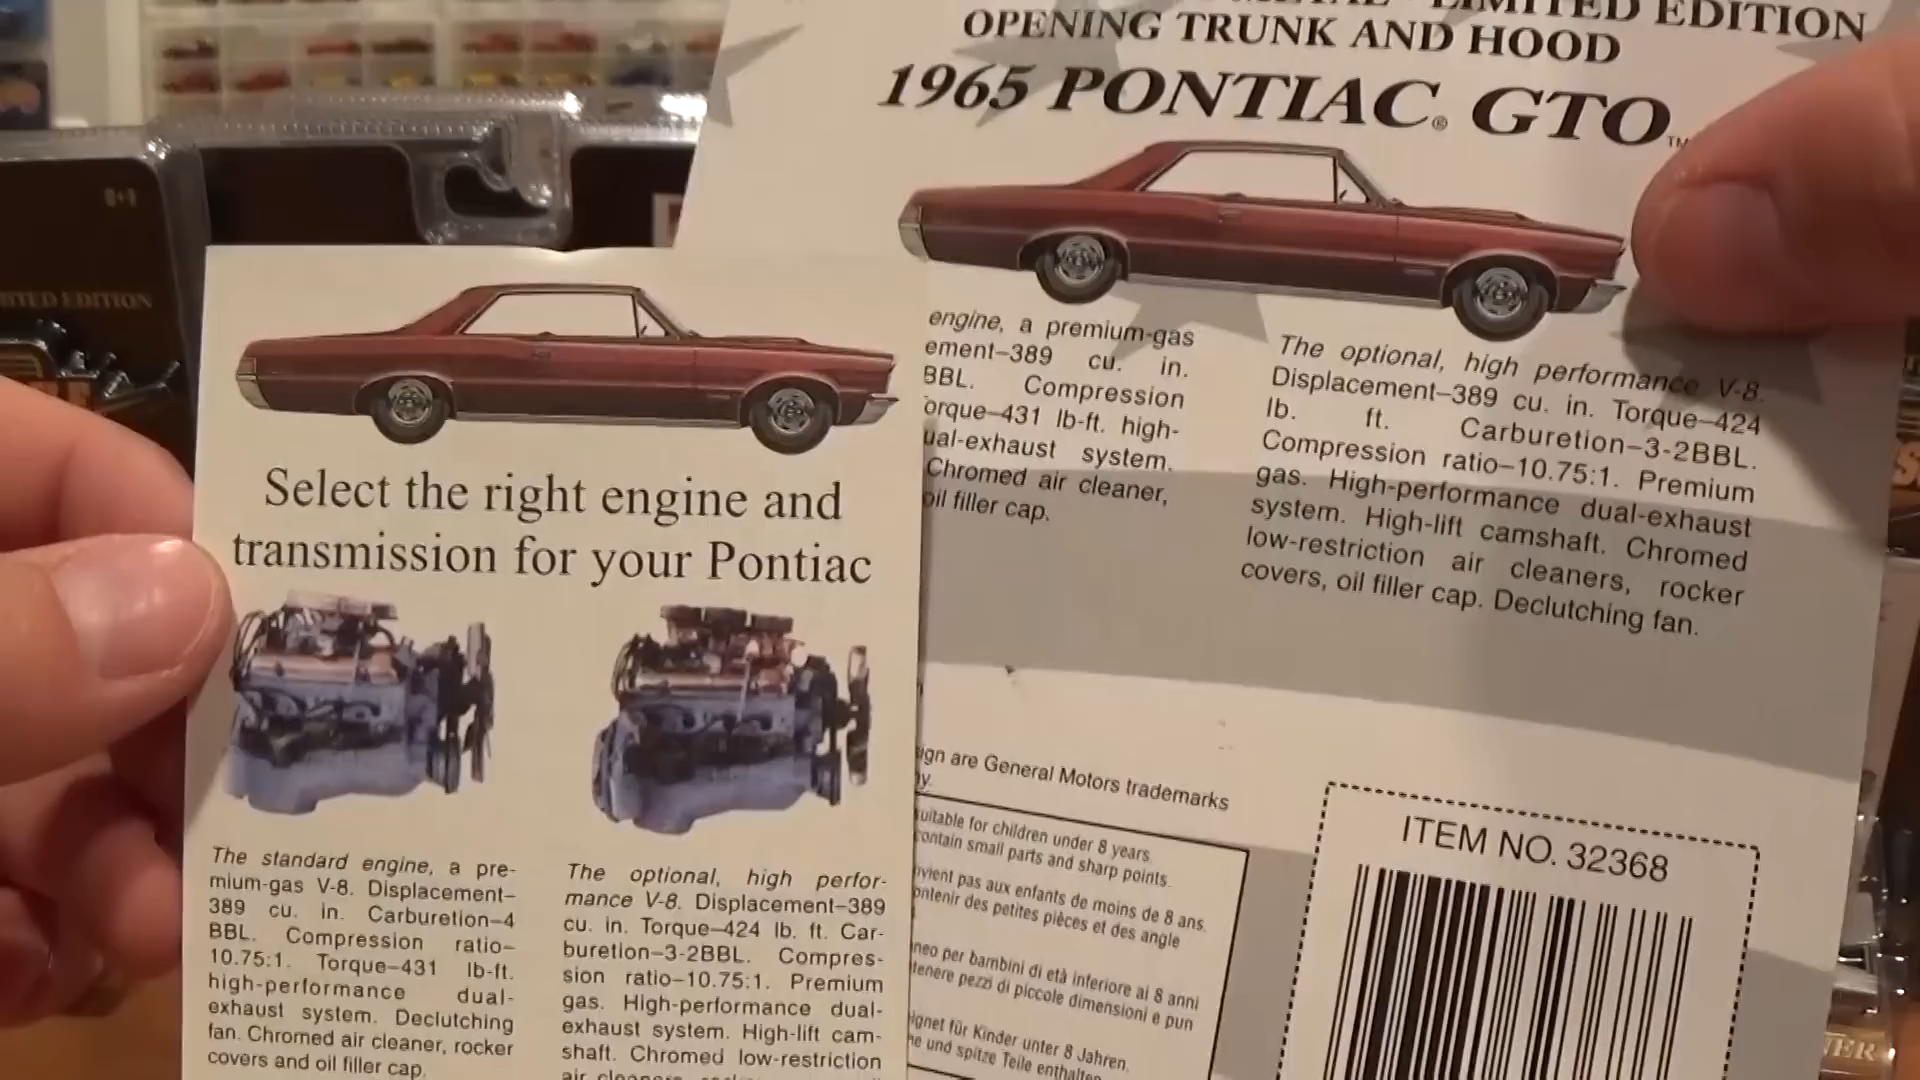 LIMITED EDITION
OPENING TRUNK AND HOOD
1965 PONTIAC® GTO™
8+8
ITED EDITION
engine, a premium-gas
ement–389 cu. in.
BBL. Compression
orque–431 lb-ft. high-
ual-exhaust system.
Chromed air cleaner,
oil filler cap.
The optional, high performance V-8.
Displacement–389 cu. in. Torque–424
lb. ft. Carburetion–3-2BBL.
Compression ratio–10.75:1. Premium
gas. High-performance dual-exhaust
system. High-lift camshaft. Chromed
low-restriction air cleaners, rocker
covers, oil filler cap. Declutching fan.
Select the right engine and
transmission for your Pontiac
The standard engine, a pre-
mium-gas V-8. Displacement–
389 cu. in. Carburetion–4
BBL. Compression ratio–
10.75:1. Torque–431 lb-ft.
high-performance dual-
exhaust system. Declutching
fan. Chromed air cleaner, rocker
covers and oil filler cap.
The optional, high perfor-
mance V-8. Displacement–389
cu. in. Torque–424 lb. ft. Car-
buretion–3-2BBL. Compres-
sion ratio–10.75:1. Premium
gas. High-performance dual-
exhaust system. High-lift cam-
shaft. Chromed low-restriction
ign are General Motors trademarks
y.
uitable for children under 8 years.
contain small parts and sharp points.
vient pas aux enfants de moins de 8 ans.
ontenir des petites pièces et des angle
neo per bambini di età inferiore ai 8 anni
tenere pezzi di piccole dimensioni e pun
ignet für Kinder unter 8 Jahren.
he und spitze Teile enthalten
ITEM NO. 32368